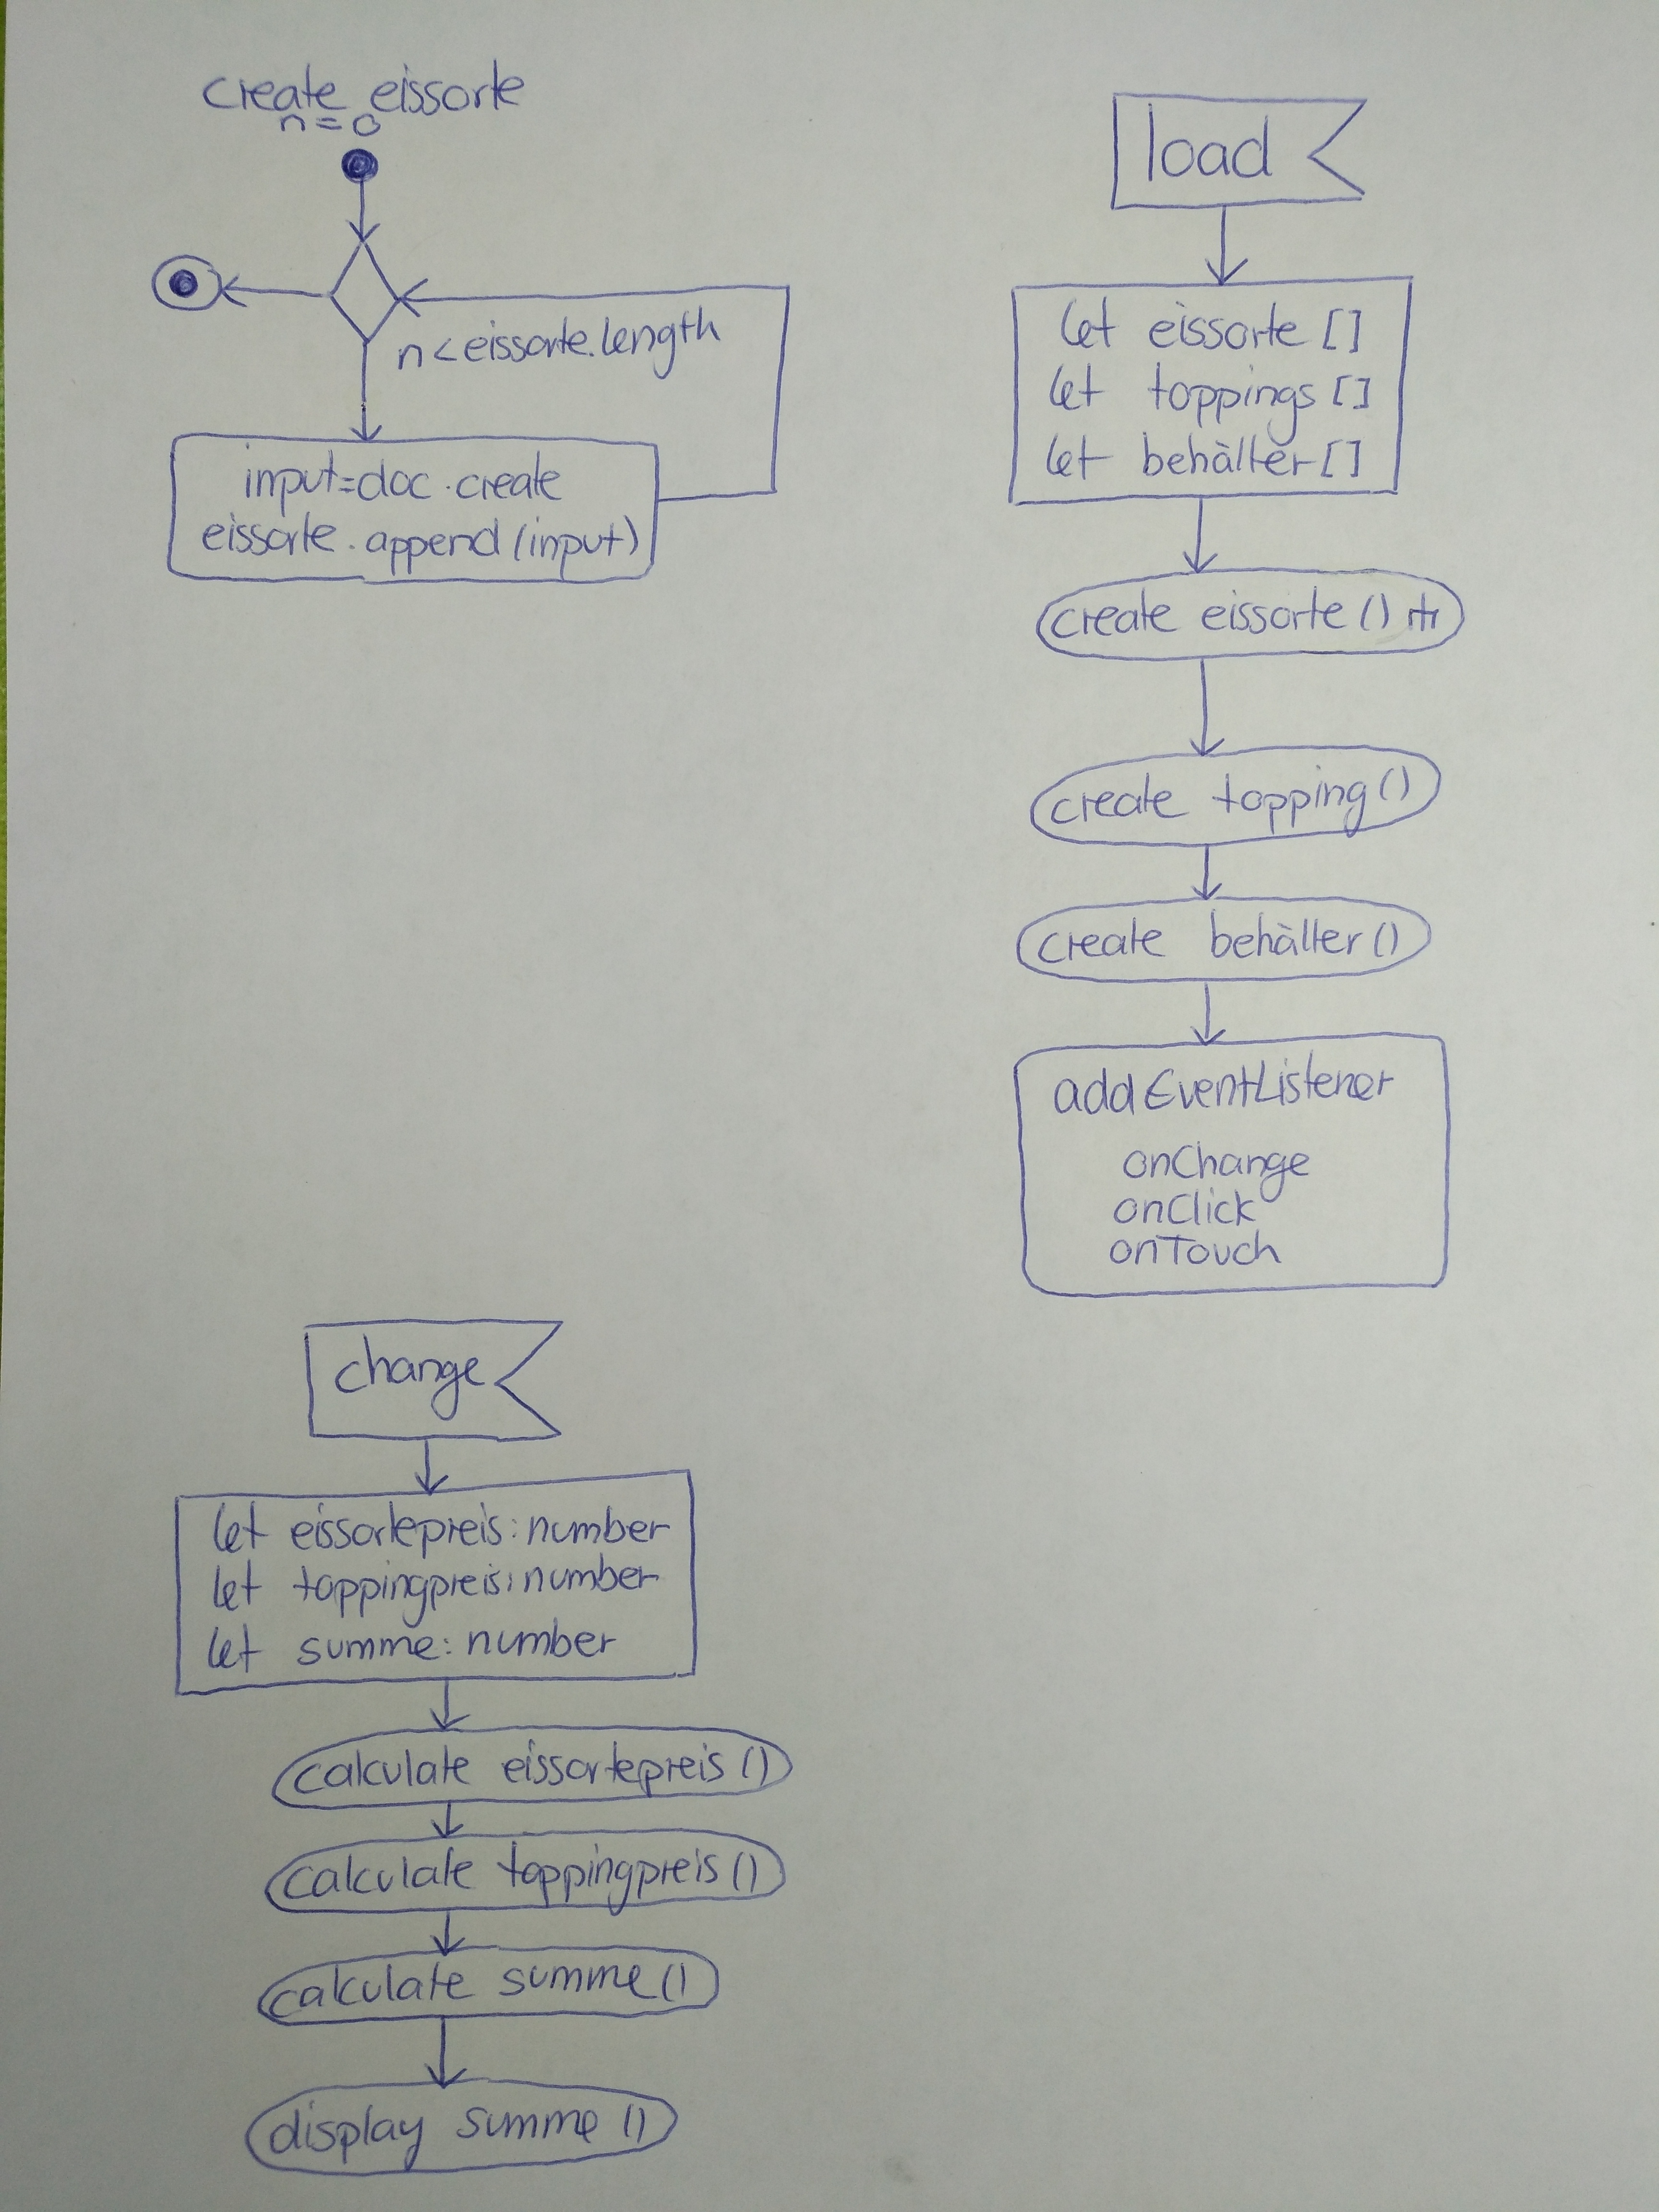 create eissorte
n=0
n<eissorte.length
input=doc.create
eissorte.append(input)
load
let eissorte []
let toppings []
let behälter []
create eissorte ()
create topping ()
create behälter ()
addEventListener
onChange
onClick
onTouch
change
let eissortepreis: number
let toppingpreis: number
let summe: number
calculate eissortepreis ()
calculate toppingpreis ()
calculate summe ()
display summe ()